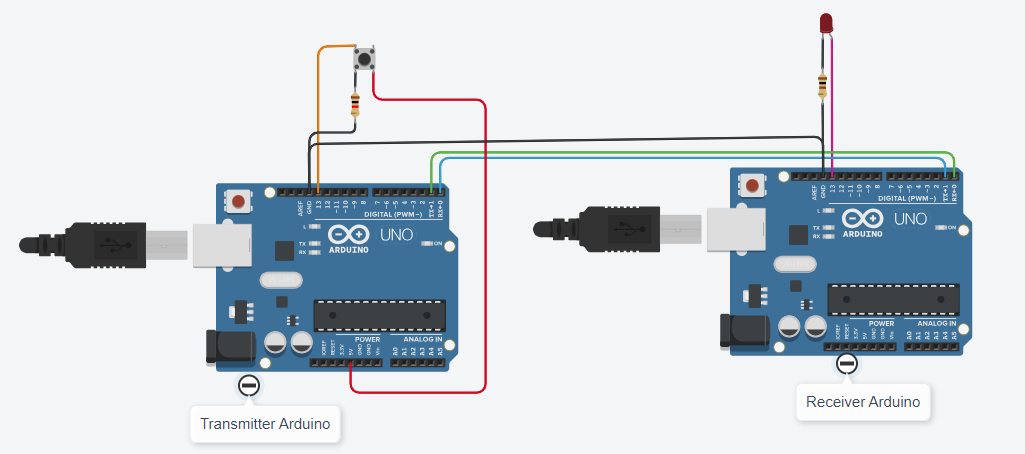 AREF
GND
13
12
~11
~10
~9
8
7
~6
~5
4
~3
2
TX→1
RX←0
DIGITAL (PWM ~)
L
TX
RX
ARDUINO
UNO
ON
POWER
ANALOG IN
IOREF
RESET
3.3V
5V
GND
GND
Vin
A0
A1
A2
A3
A4
A5
Transmitter Arduino
AREF
GND
13
12
~11
~10
~9
8
7
~6
~5
4
~3
2
TX→1
RX←0
DIGITAL (PWM ~)
L
TX
RX
ARDUINO
UNO
ON
POWER
ANALOG IN
IOREF
RESET
3.3V
5V
GND
GND
Vin
A0
A1
A2
A3
A4
A5
Receiver Arduino